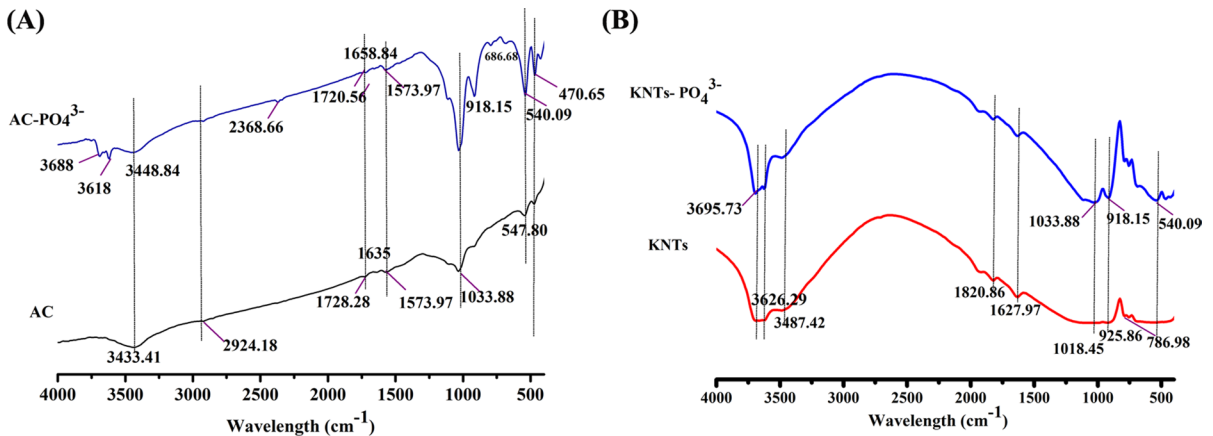 (A)
1658.84
686.68
1720.56
1573.97
918.15
470.65
540.09
AC-PO₄³⁻
2368.66
3688
3448.84
3618
547.80
1635
1728.28
1573.97
1033.88
AC
2924.18
3433.41
4000 3500 3000 2500 2000 1500 1000 500
Wavelength (cm⁻¹)
(B)
KNTs- PO₄³⁻
3695.73
1033.88
918.15
540.09
KNTs
3626.29
3487.42
1820.86
1627.97
1018.45
925.86
786.98
4000 3500 3000 2500 2000 1500 1000 500
Wavelength (cm⁻¹)